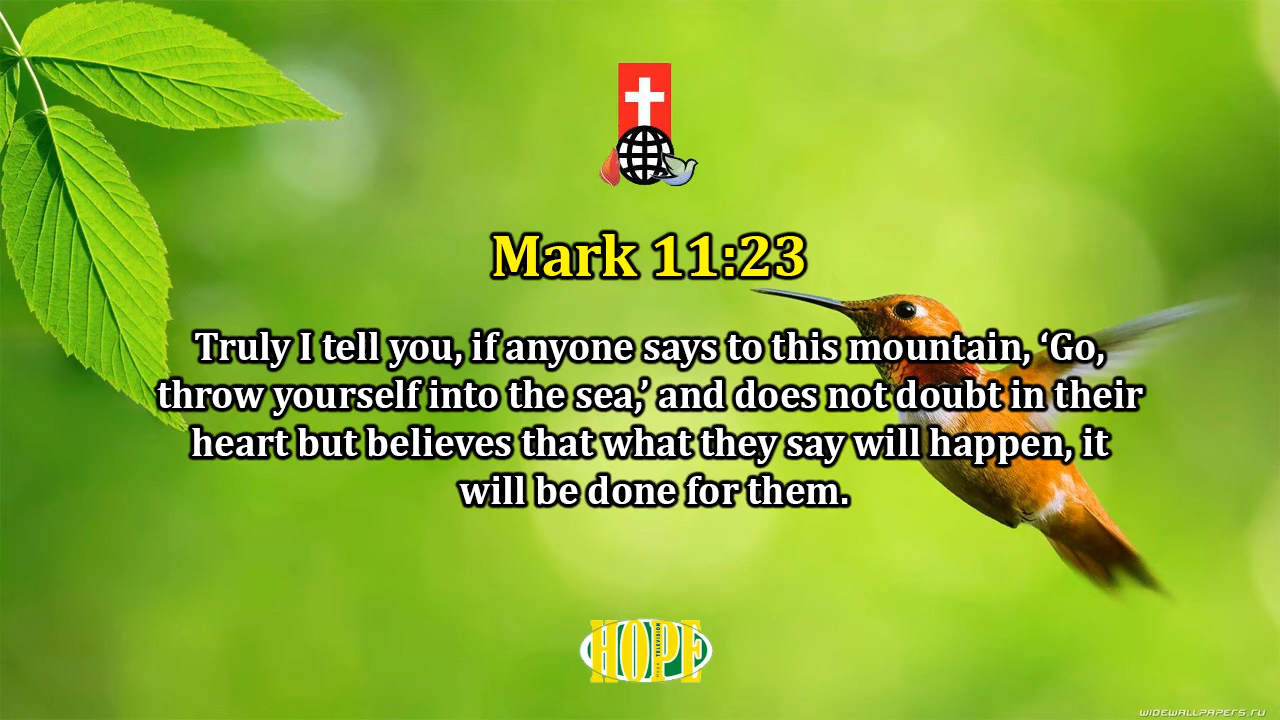 Mark 11:23
Truly I tell you, if anyone says to this mountain, ‘Go,
throw yourself into the sea,’ and does not doubt in their
heart but believes that what they say will happen, it
will be done for them.
HOPE
TELEVISION
WIDEWALLPAPERS.RU